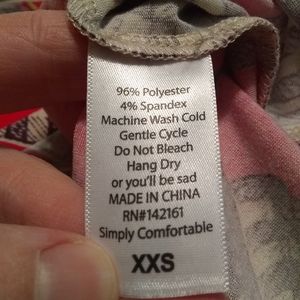 96% Polyester
4% Spandex
Machine Wash Cold
Gentle Cycle
Do Not Bleach
Hang Dry
or you'll be sad
MADE IN CHINA
RN#142161
Simply Comfortable
XXS